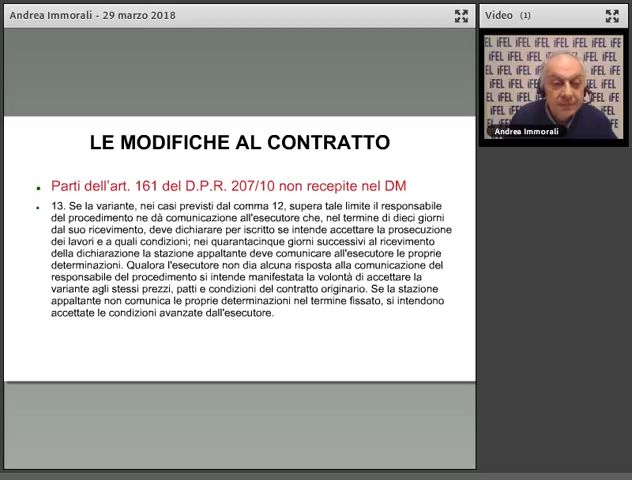 Andrea Immorali - 29 marzo 2018
Video (1)
LE MODIFICHE AL CONTRATTO
Parti dell'art. 161 del D.P.R. 207/10 non recepite nel DM
13. Se la variante, nei casi previsti dal comma 12, supera tale limite il responsabile
del procedimento ne dà comunicazione all'esecutore che, nel termine di dieci giorni
dal suo ricevimento, deve dichiarare per iscritto se intende accettare la prosecuzione
dei lavori e a quali condizioni; nei quarantacinque giorni successivi al ricevimento
della dichiarazione la stazione appaltante deve comunicare all'esecutore le proprie
determinazioni. Qualora l'esecutore non dia alcuna risposta alla comunicazione del
responsabile del procedimento si intende manifestata la volontà di accettare la
variante agli stessi prezzi, patti e condizioni del contratto originario. Se la stazione
appaltante non comunica le proprie determinazioni nel termine fissato, si intendono
accettate le condizioni avanzate dall'esecutore.
iFEL
Andrea Immorali